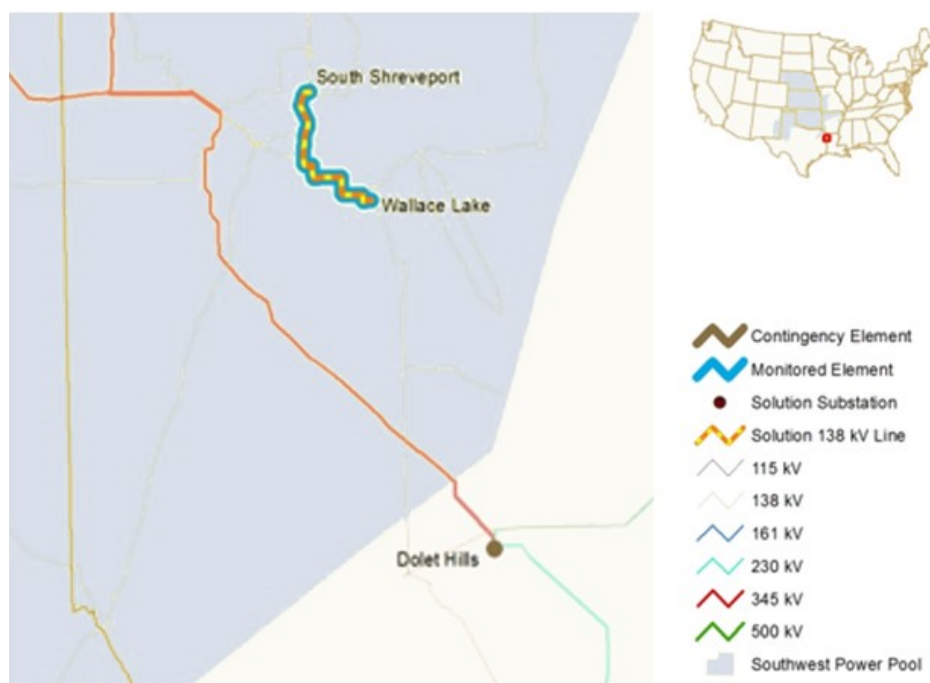 South Shreveport
Wallace Lake
Dolet Hills
Contingency Element
Monitored Element
Solution Substation
Solution 138 kV Line
115 kV
138 kV
161 kV
230 kV
345 kV
500 kV
Southwest Power Pool